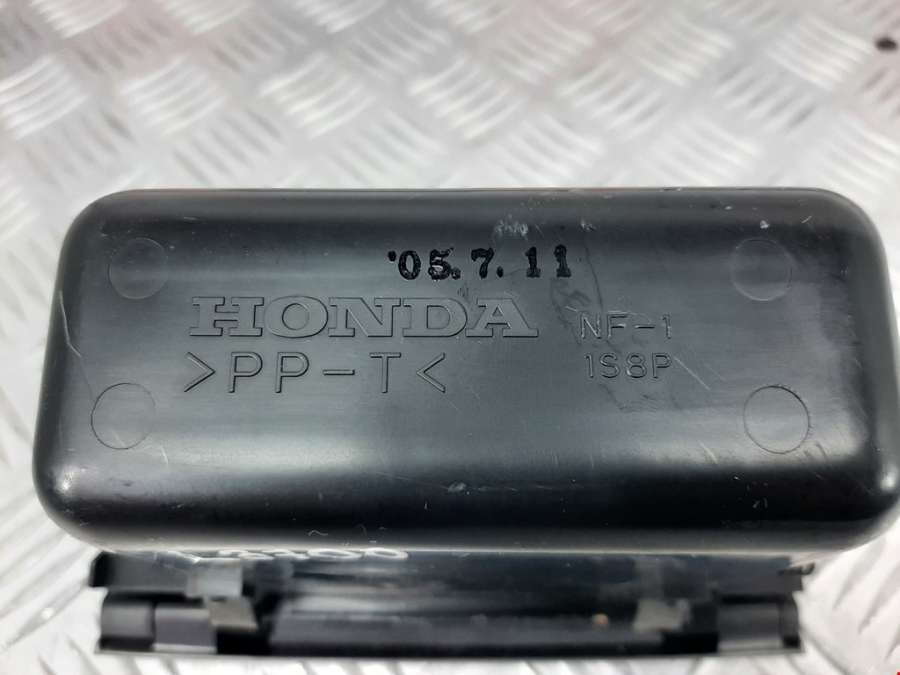 '05.7.11
HONDA NF-1
>PP-T< 1S8P